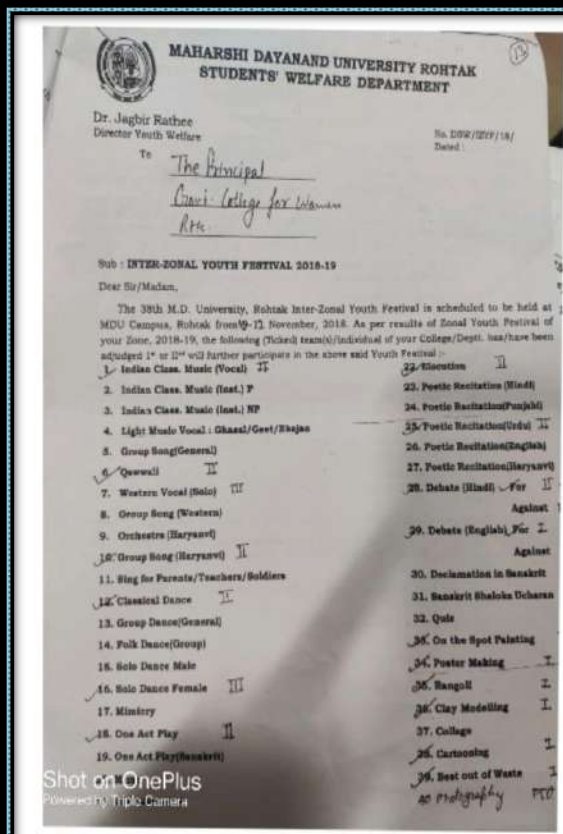 13
MAHARSHI DAYANAND UNIVERSITY ROHTAK
STUDENTS' WELFARE DEPARTMENT
Dr. Jagbir Rathee
Director Youth Welfare
No. DSW/IZYF/18/
Dated :
To
The Principal
Govt. College for Women
Rtk.
Sub : INTER-ZONAL YOUTH FESTIVAL 2018-19
Dear Sir/Madam,
The 38th M.D. University, Rohtak Inter-Zonal Youth Festival is scheduled to be held at
MDU Campus, Rohtak from 9-12 November, 2018. As per results of Zonal Youth Festival of
your Zone, 2018-19, the following (Ticked) team(s)/individual of your College/Deptt. has/have been
adjudged 1st or IInd will further participate in the above said Youth Festival :-
1. Indian Class. Music (Vocal) II
2. Indian Class. Music (Inst.) P
3. Indian Class. Music (Inst.) NP
4. Light Music Vocal : Ghazal/Geet/Bhajan
5. Group Song(General)
6. Qawwali II
7. Western Vocal (Solo) III
8. Group Song (Western)
9. Orchestra (Haryanvi)
10. Group Song (Haryanvi) II
11. Sing for Parents/Teachers/Soldiers
12. Classical Dance II
13. Group Dance(General)
14. Folk Dance(Group)
15. Solo Dance Male
16. Solo Dance Female III
17. Mimicry
18. One Act Play II
19. One Act Play(Sanskrit)
22. Elocution II
23. Poetic Recitation (Hindi)
24. Poetic Recitation(Punjabi)
25. Poetic Recitation(Urdu) II
26. Poetic Recitation(English)
27. Poetic Recitation(Haryanvi)
28. Debate (Hindi) For II
Against
29. Debate (English) For I
Against
30. Declamation in Sanskrit
31. Sanskrit Shaloka Ucharan
32. Quiz
33. On the Spot Painting
34. Poster Making I
35. Rangoli I
36. Clay Modelling I
37. Collage
38. Cartooning I
39. Best out of Waste I
40 Photography PTO
Shot on OnePlus
Powered by Triple Camera